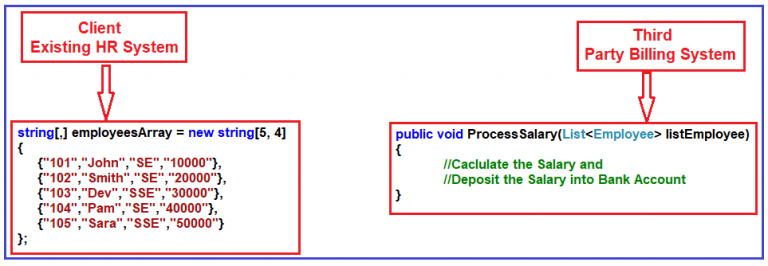 Client
Existing HR System
string[,] employeesArray = new string[5, 4]
{
{"101","John","SE","10000"},
{"102","Smith","SE","20000"},
{"103","Dev","SSE","30000"},
{"104","Pam","SE","40000"},
{"105","Sara","SSE","50000"}
};
Third
Party Billing System
public void ProcessSalary(List<Employee> listEmployee)
{
//Caclulate the Salary and
//Deposit the Salary into Bank Account
}